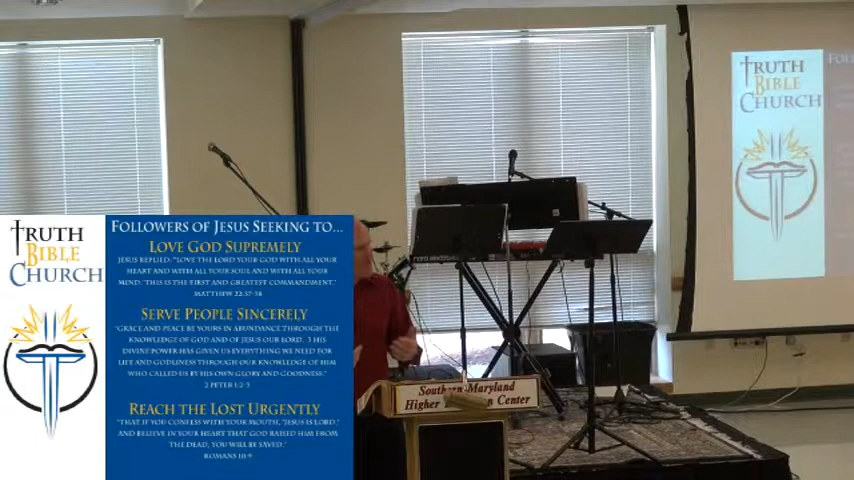 TRUTH
BIBLE
CHURCH
FOLLOWERS OF JESUS SEEKING TO...
LOVE GOD SUPREMELY
JESUS REPLIED: "LOVE THE LORD YOUR GOD WITH ALL YOUR
HEART AND WITH ALL YOUR SOUL AND WITH ALL YOUR
MIND. "THIS IS THE FIRST AND GREATEST COMMANDMENT."
MATTHEW 22:37-38
SERVE PEOPLE SINCERELY
"GRACE AND PEACE BE YOURS IN ABUNDANCE THROUGH THE
KNOWLEDGE OF GOD AND OF JESUS OUR LORD. 3 HIS
DIVINE POWER HAS GIVEN US EVERYTHING WE NEED FOR
LIFE AND GODLINESS THROUGH OUR KNOWLEDGE OF HIM
WHO CALLED US BY HIS OWN GLORY AND GOODNESS."
2 PETER 1:2-3
REACH THE LOST URGENTLY
"THAT IF YOU CONFESS WITH YOUR MOUTH, "JESUS IS LORD,"
AND BELIEVE IN YOUR HEART THAT GOD RAISED HIM FROM
THE DEAD, YOU WILL BE SAVED."
ROMANS 10:9
Southern Maryland
Higher Center
TRUTH
BIBLE
CHURCH